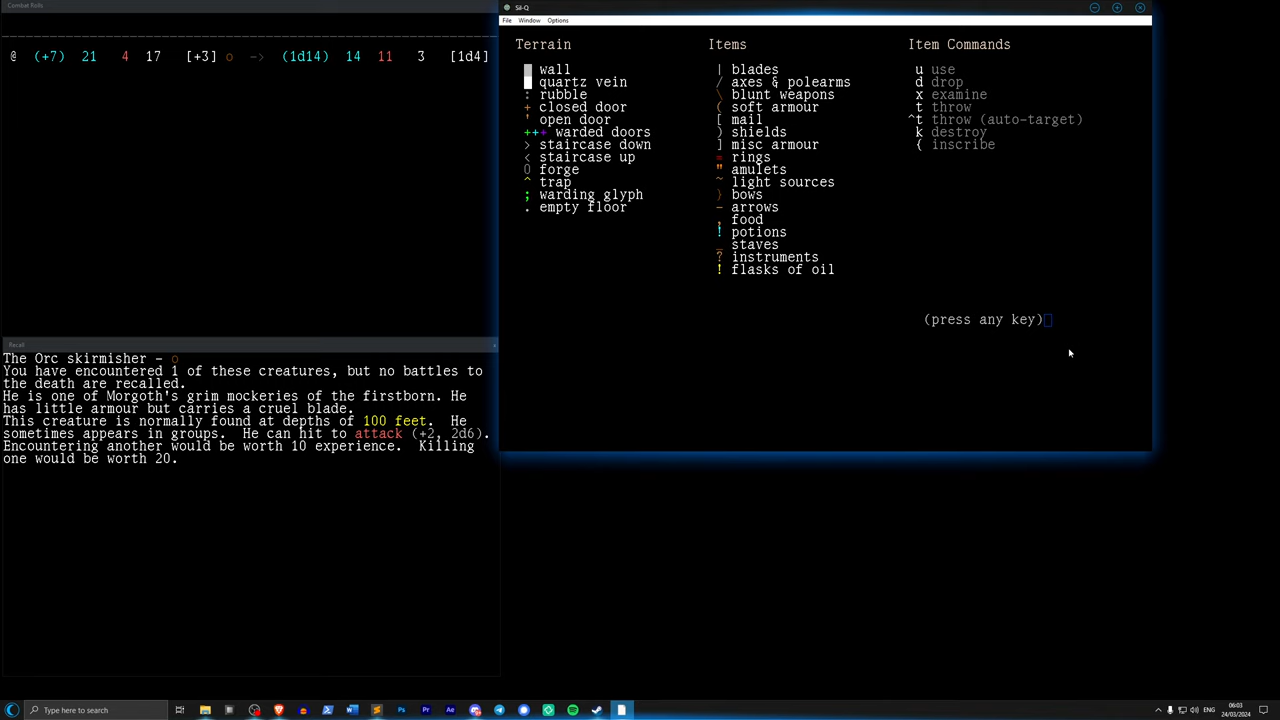 Combat Rolls
@ (+7) 21 4 17 [+3] o -> (1d14) 14 11 3 [1d4]
Recall
The Orc skirmisher - o
You have encountered 1 of these creatures, but no battles to
the death are recalled.
He is one of Morgoth's grim mockeries of the firstborn. He
has little armour but carries a cruel blade.
This creature is normally found at depths of 100 feet. He
sometimes appears in groups. He can hit to attack (+2, 2d6).
Encountering another would be worth 10 experience. Killing
one would be worth 20.
Sil-Q
File Window Options
Terrain
wall
quartz vein
: rubble
+ closed door
' open door
+++ warded doors
> staircase down
< staircase up
0 forge
^ trap
; warding glyph
. empty floor
Items
| blades
/ axes & polearms
\ blunt weapons
( soft armour
[ mail
) shields
] misc armour
= rings
" amulets
~ light sources
} bows
- arrows
, food
! potions
_ staves
? instruments
! flasks of oil
Item Commands
u use
d drop
x examine
t throw
^t throw (auto-target)
k destroy
{ inscribe
(press any key)
Type here to search
ENG
06:03
24/03/2024